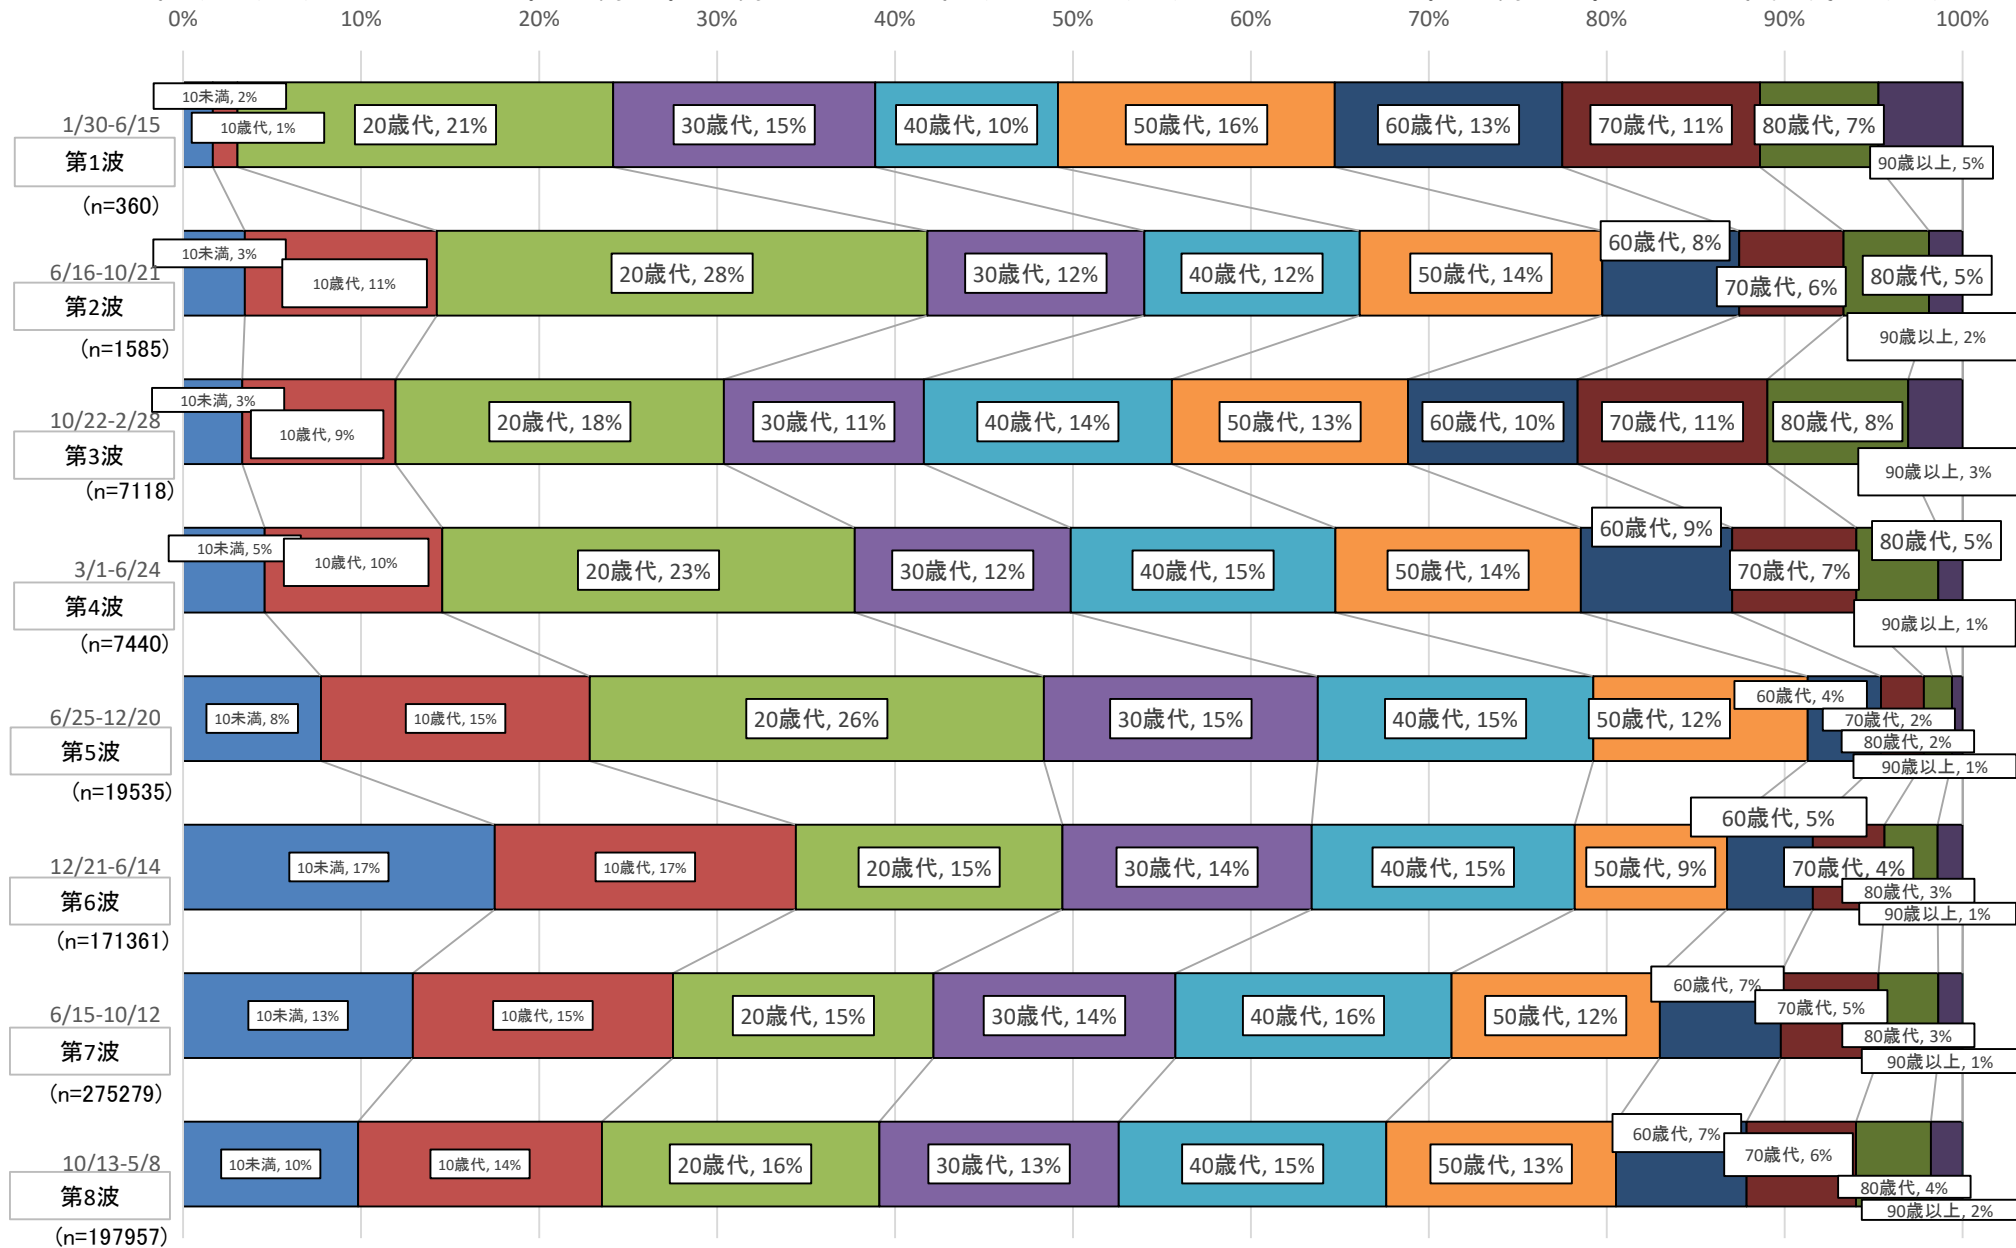 0% 10% 20% 30% 40% 50% 60% 70% 80% 90% 100%
1/30-6/15
第1波
(n=360)
10未満, 2%
10歳代, 1%
20歳代, 21%
30歳代, 15%
40歳代, 10%
50歳代, 16%
60歳代, 13%
70歳代, 11%
80歳代, 7%
90歳以上, 5%
6/16-10/21
第2波
(n=1585)
10未満, 3%
10歳代, 11%
20歳代, 28%
30歳代, 12%
40歳代, 12%
50歳代, 14%
60歳代, 8%
70歳代, 6%
80歳代, 5%
90歳以上, 2%
10/22-2/28
第3波
(n=7118)
10未満, 3%
10歳代, 9%
20歳代, 18%
30歳代, 11%
40歳代, 14%
50歳代, 13%
60歳代, 10%
70歳代, 11%
80歳代, 8%
90歳以上, 3%
3/1-6/24
第4波
(n=7440)
10未満, 5%
10歳代, 10%
20歳代, 23%
30歳代, 12%
40歳代, 15%
50歳代, 14%
60歳代, 9%
70歳代, 7%
80歳代, 5%
90歳以上, 1%
6/25-12/20
第5波
(n=19535)
10未満, 8%
10歳代, 15%
20歳代, 26%
30歳代, 15%
40歳代, 15%
50歳代, 12%
60歳代, 4%
70歳代, 2%
80歳代, 2%
90歳以上, 1%
12/21-6/14
第6波
(n=171361)
10未満, 17%
10歳代, 17%
20歳代, 15%
30歳代, 14%
40歳代, 15%
50歳代, 9%
60歳代, 5%
70歳代, 4%
80歳代, 3%
90歳以上, 1%
6/15-10/12
第7波
(n=275279)
10未満, 13%
10歳代, 15%
20歳代, 15%
30歳代, 14%
40歳代, 16%
50歳代, 12%
60歳代, 7%
70歳代, 5%
80歳代, 3%
90歳以上, 1%
10/13-5/8
第8波
(n=197957)
10未満, 10%
10歳代, 14%
20歳代, 16%
30歳代, 13%
40歳代, 15%
50歳代, 13%
60歳代, 7%
70歳代, 6%
80歳代, 4%
90歳以上, 2%